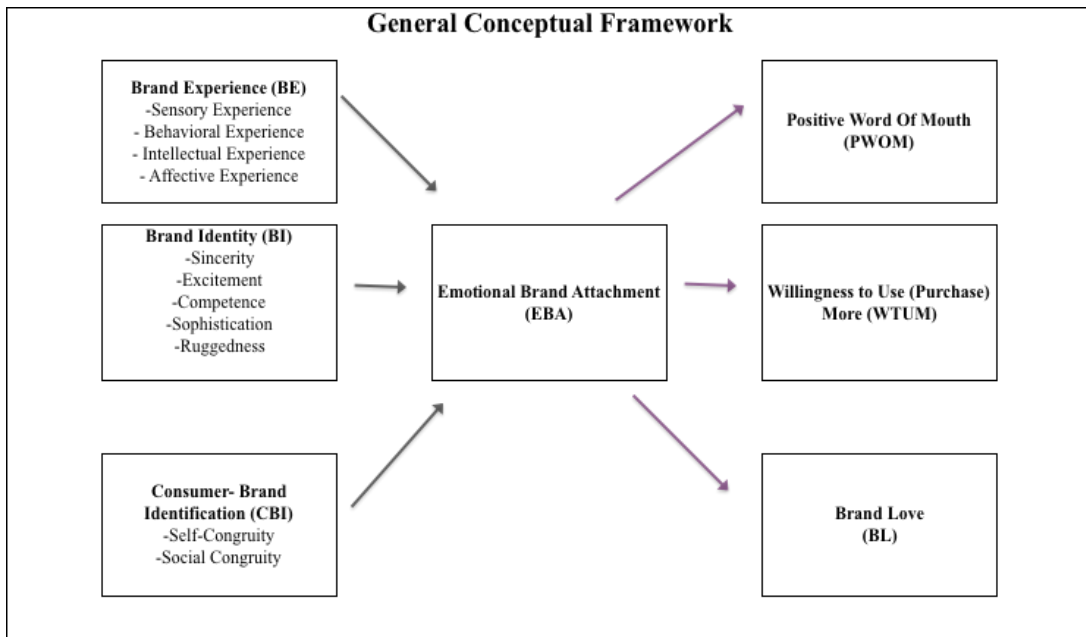 General Conceptual Framework
Brand Experience (BE)
-Sensory Experience
- Behavioral Experience
- Intellectual Experience
- Affective Experience
Brand Identity (BI)
-Sincerity
-Excitement
-Competence
-Sophistication
-Ruggedness
Consumer- Brand
Identification (CBI)
-Self-Congruity
-Social Congruity
Emotional Brand Attachment
(EBA)
Positive Word Of Mouth
(PWOM)
Willingness to Use (Purchase)
More (WTUM)
Brand Love
(BL)